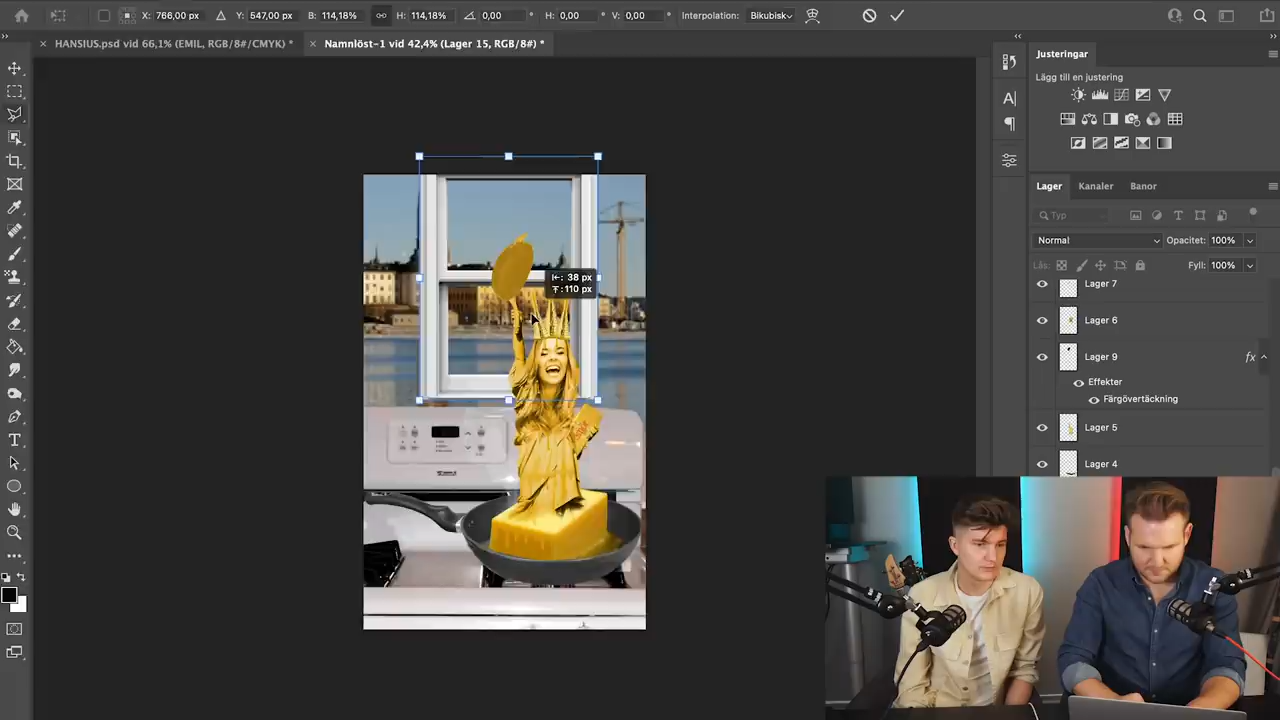 X: 766,00 px Y: 547,00 px B: 114,18% H: 114,18% 0,00 ° H: 0,00 ° V: 0,00 ° Interpolation: Bikubisk
× HANSIUS.psd vid 66,1% (EMIL, RGB/8#/CMYK) * × Namnlöst-1 vid 42,4% (Lager 15, RGB/8#) *
Justeringar
Lägg till en justering
Lager Kanaler Banor
Typ
Normal Opacitet: 100%
Lås: Fyll: 100%
Lager 7
Lager 6
Lager 9 fx
Effekter
Färgövertäckning
Lager 5
Lager 4
: 38 px
: 110 px